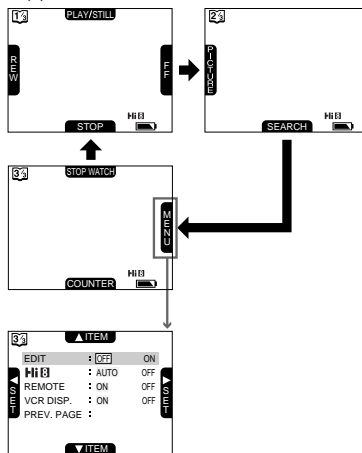 1/3
PLAY/STILL
REW
FF
STOP
Hi8
2/3
PICTURE
SEARCH
Hi8
3/3
STOP WATCH
MENU
COUNTER
Hi8
3/3
▲ITEM
EDIT : OFF ON
Hi8 : AUTO OFF
REMOTE : ON OFF
VCR DISP. : ON OFF
PREV. PAGE :
◀SET
▶SET
▼ITEM